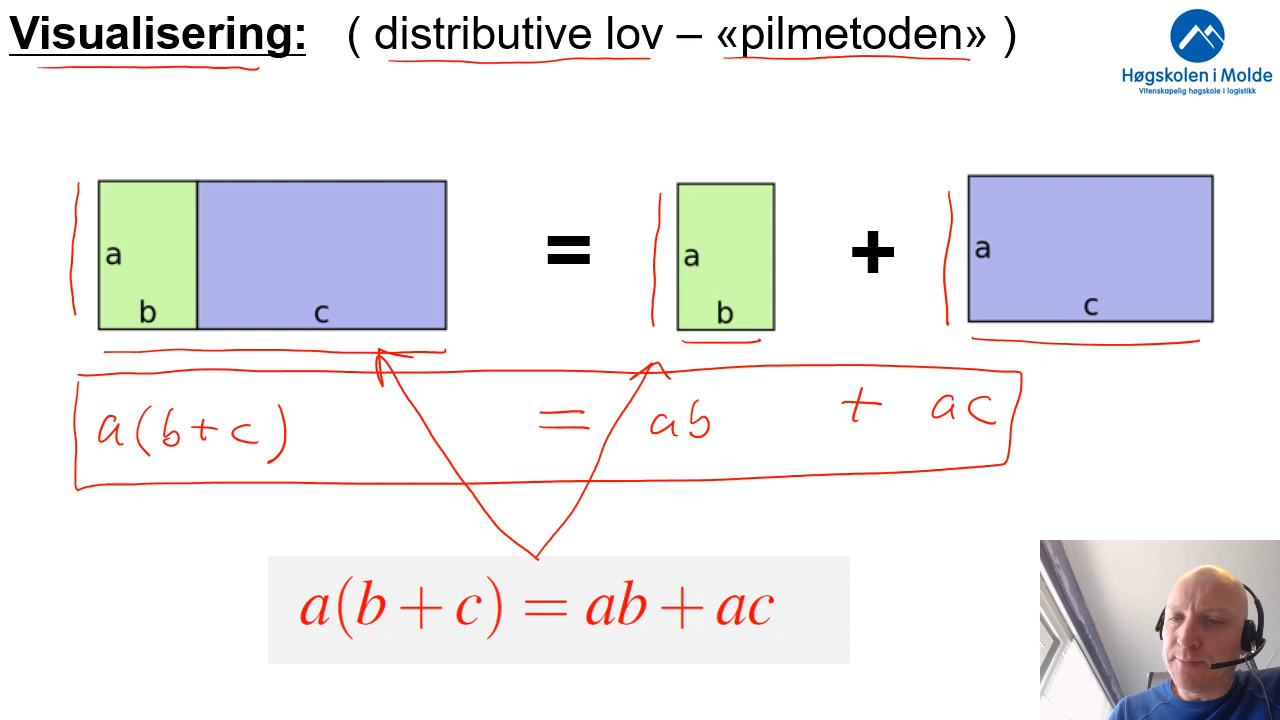 Visualisering: ( distributive lov – «pilmetoden» )
Høgskolen i Molde
Vitenskapelig høgskole i logistikk
a b c = a b + a c
a(b+c) = ab + ac
a(b + c) = ab + ac